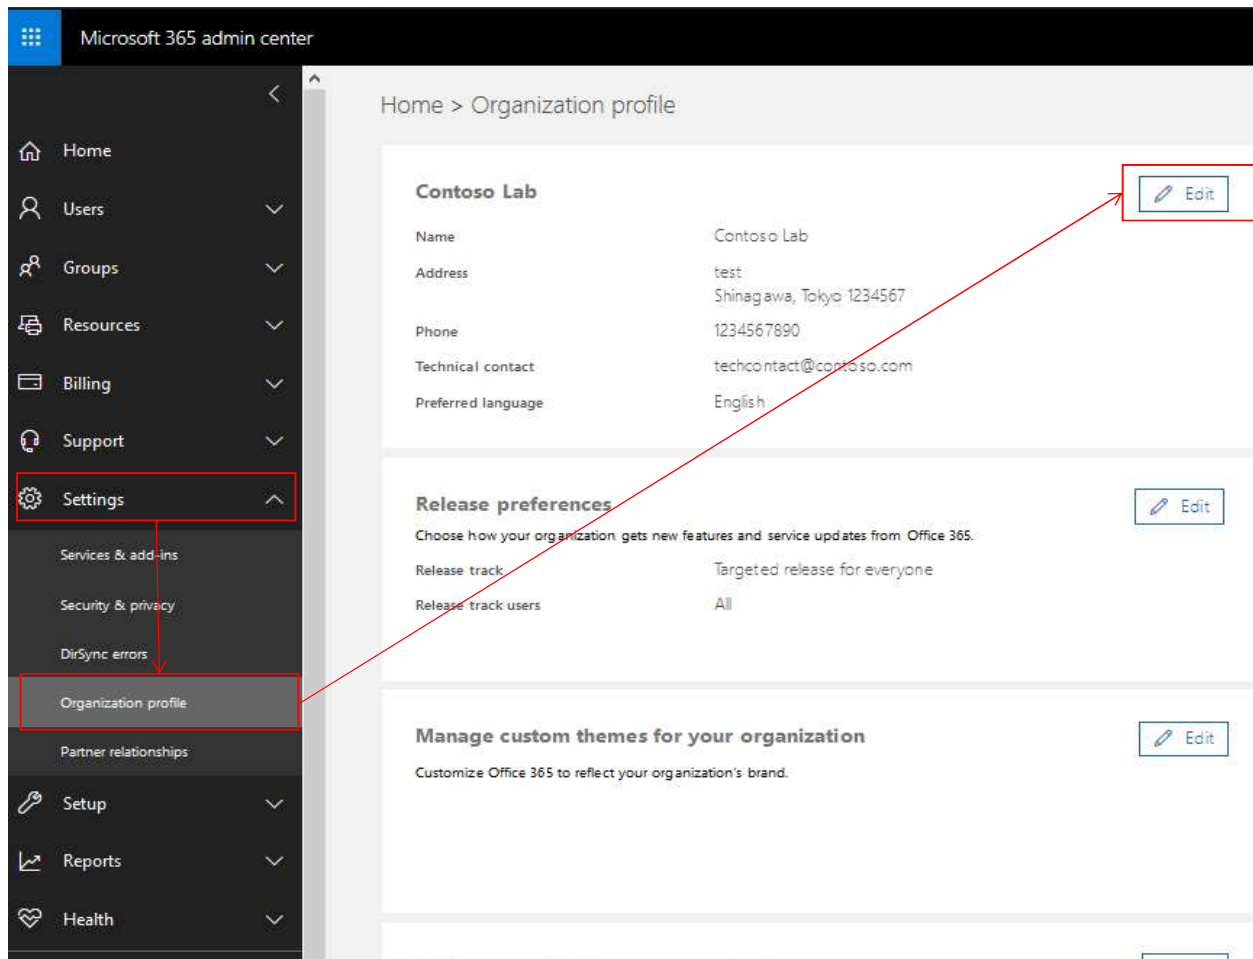 Microsoft 365 admin center
Home > Organization profile
Home
Users
Groups
Resources
Billing
Support
Settings
Services & add-ins
Security & privacy
DirSync errors
Organization profile
Partner relationships
Setup
Reports
Health
Contoso Lab
Edit
Name Contoso Lab
Address test
Shinagawa, Tokyo 1234567
Phone 1234567890
Technical contact techcontact@contoso.com
Preferred language English
Release preferences
Edit
Choose how your organization gets new features and service updates from Office 365.
Release track Targeted release for everyone
Release track users All
Manage custom themes for your organization
Edit
Customize Office 365 to reflect your organization's brand.